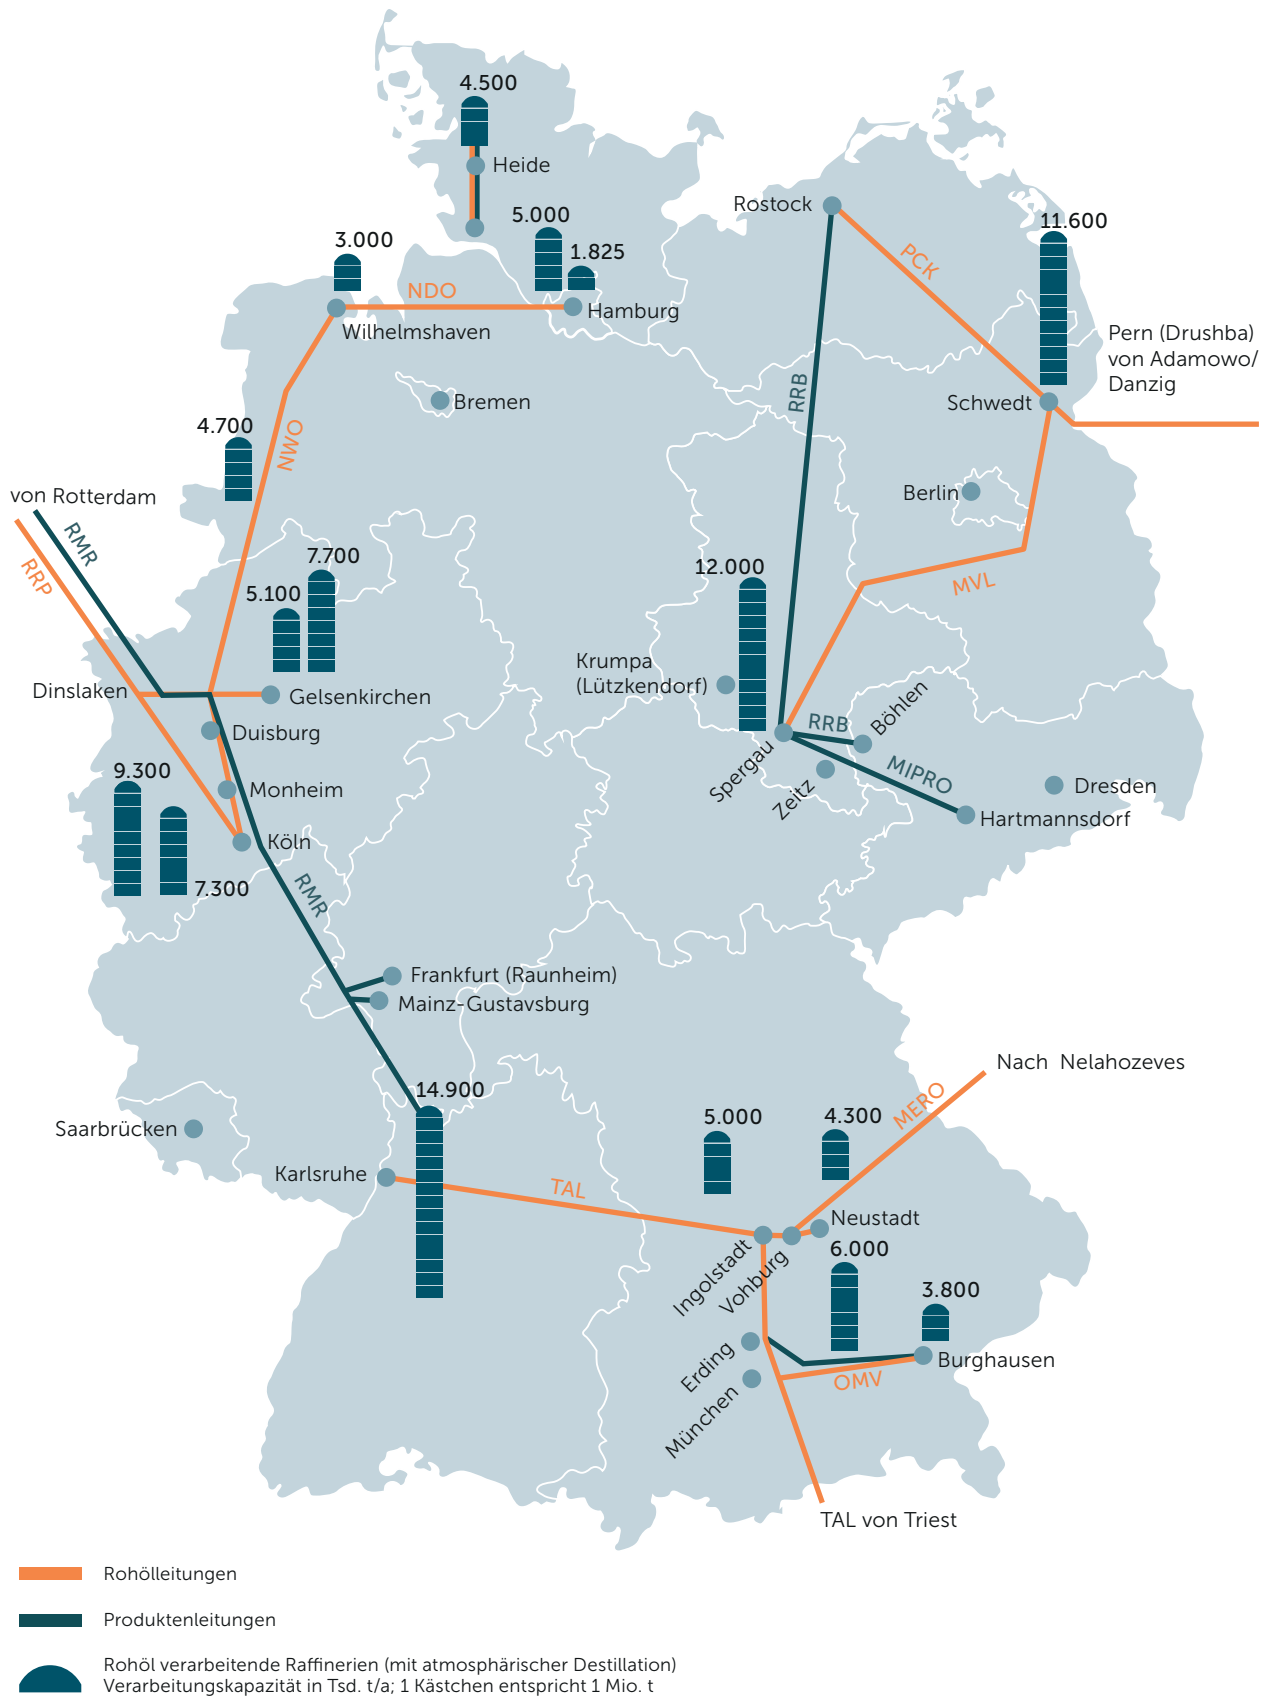 4.500
Heide
5.000
1.825
3.000
NDO
Hamburg
Wilhelmshaven
Rostock
PCK
11.600
Pern (Drushba)
von Adamowo/
Danzig
RRB
Schwedt
Bremen
NWO
4.700
Berlin
von Rotterdam
RMR
RRP
7.700
5.100
12.000
MVL
Krumpa
(Lützkendorf)
Dinslaken
Gelsenkirchen
Duisburg
Böhlen
RRB
Spergau
Zeitz
MIPRO
Dresden
Hartmannsdorf
9.300
Monheim
Köln
7.300
RMR
Frankfurt (Raunheim)
Mainz-Gustavsburg
Nach Nelahozeves
MERO
14.900
5.000
4.300
Saarbrücken
Karlsruhe
TAL
Neustadt
Ingolstadt
Vohburg
6.000
3.800
Erding
Burghausen
OMV
München
TAL von Triest
Rohölleitungen
Produktenleitungen
Rohöl verarbeitende Raffinerien (mit atmosphärischer Destillation)
Verarbeitungskapazität in Tsd. t/a; 1 Kästchen entspricht 1 Mio. t